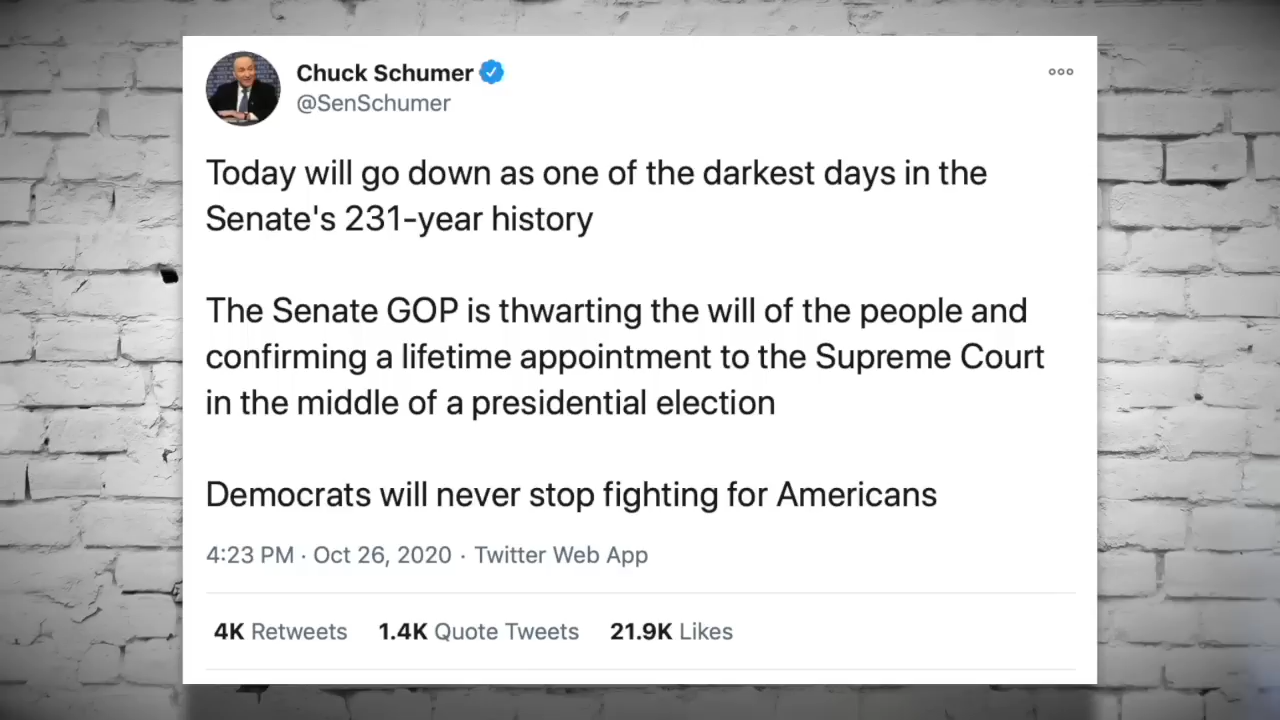 Chuck Schumer
@SenSchumer
Today will go down as one of the darkest days in the
Senate's 231-year history
The Senate GOP is thwarting the will of the people and
confirming a lifetime appointment to the Supreme Court
in the middle of a presidential election
Democrats will never stop fighting for Americans
4:23 PM · Oct 26, 2020 · Twitter Web App
4K Retweets 1.4K Quote Tweets 21.9K Likes